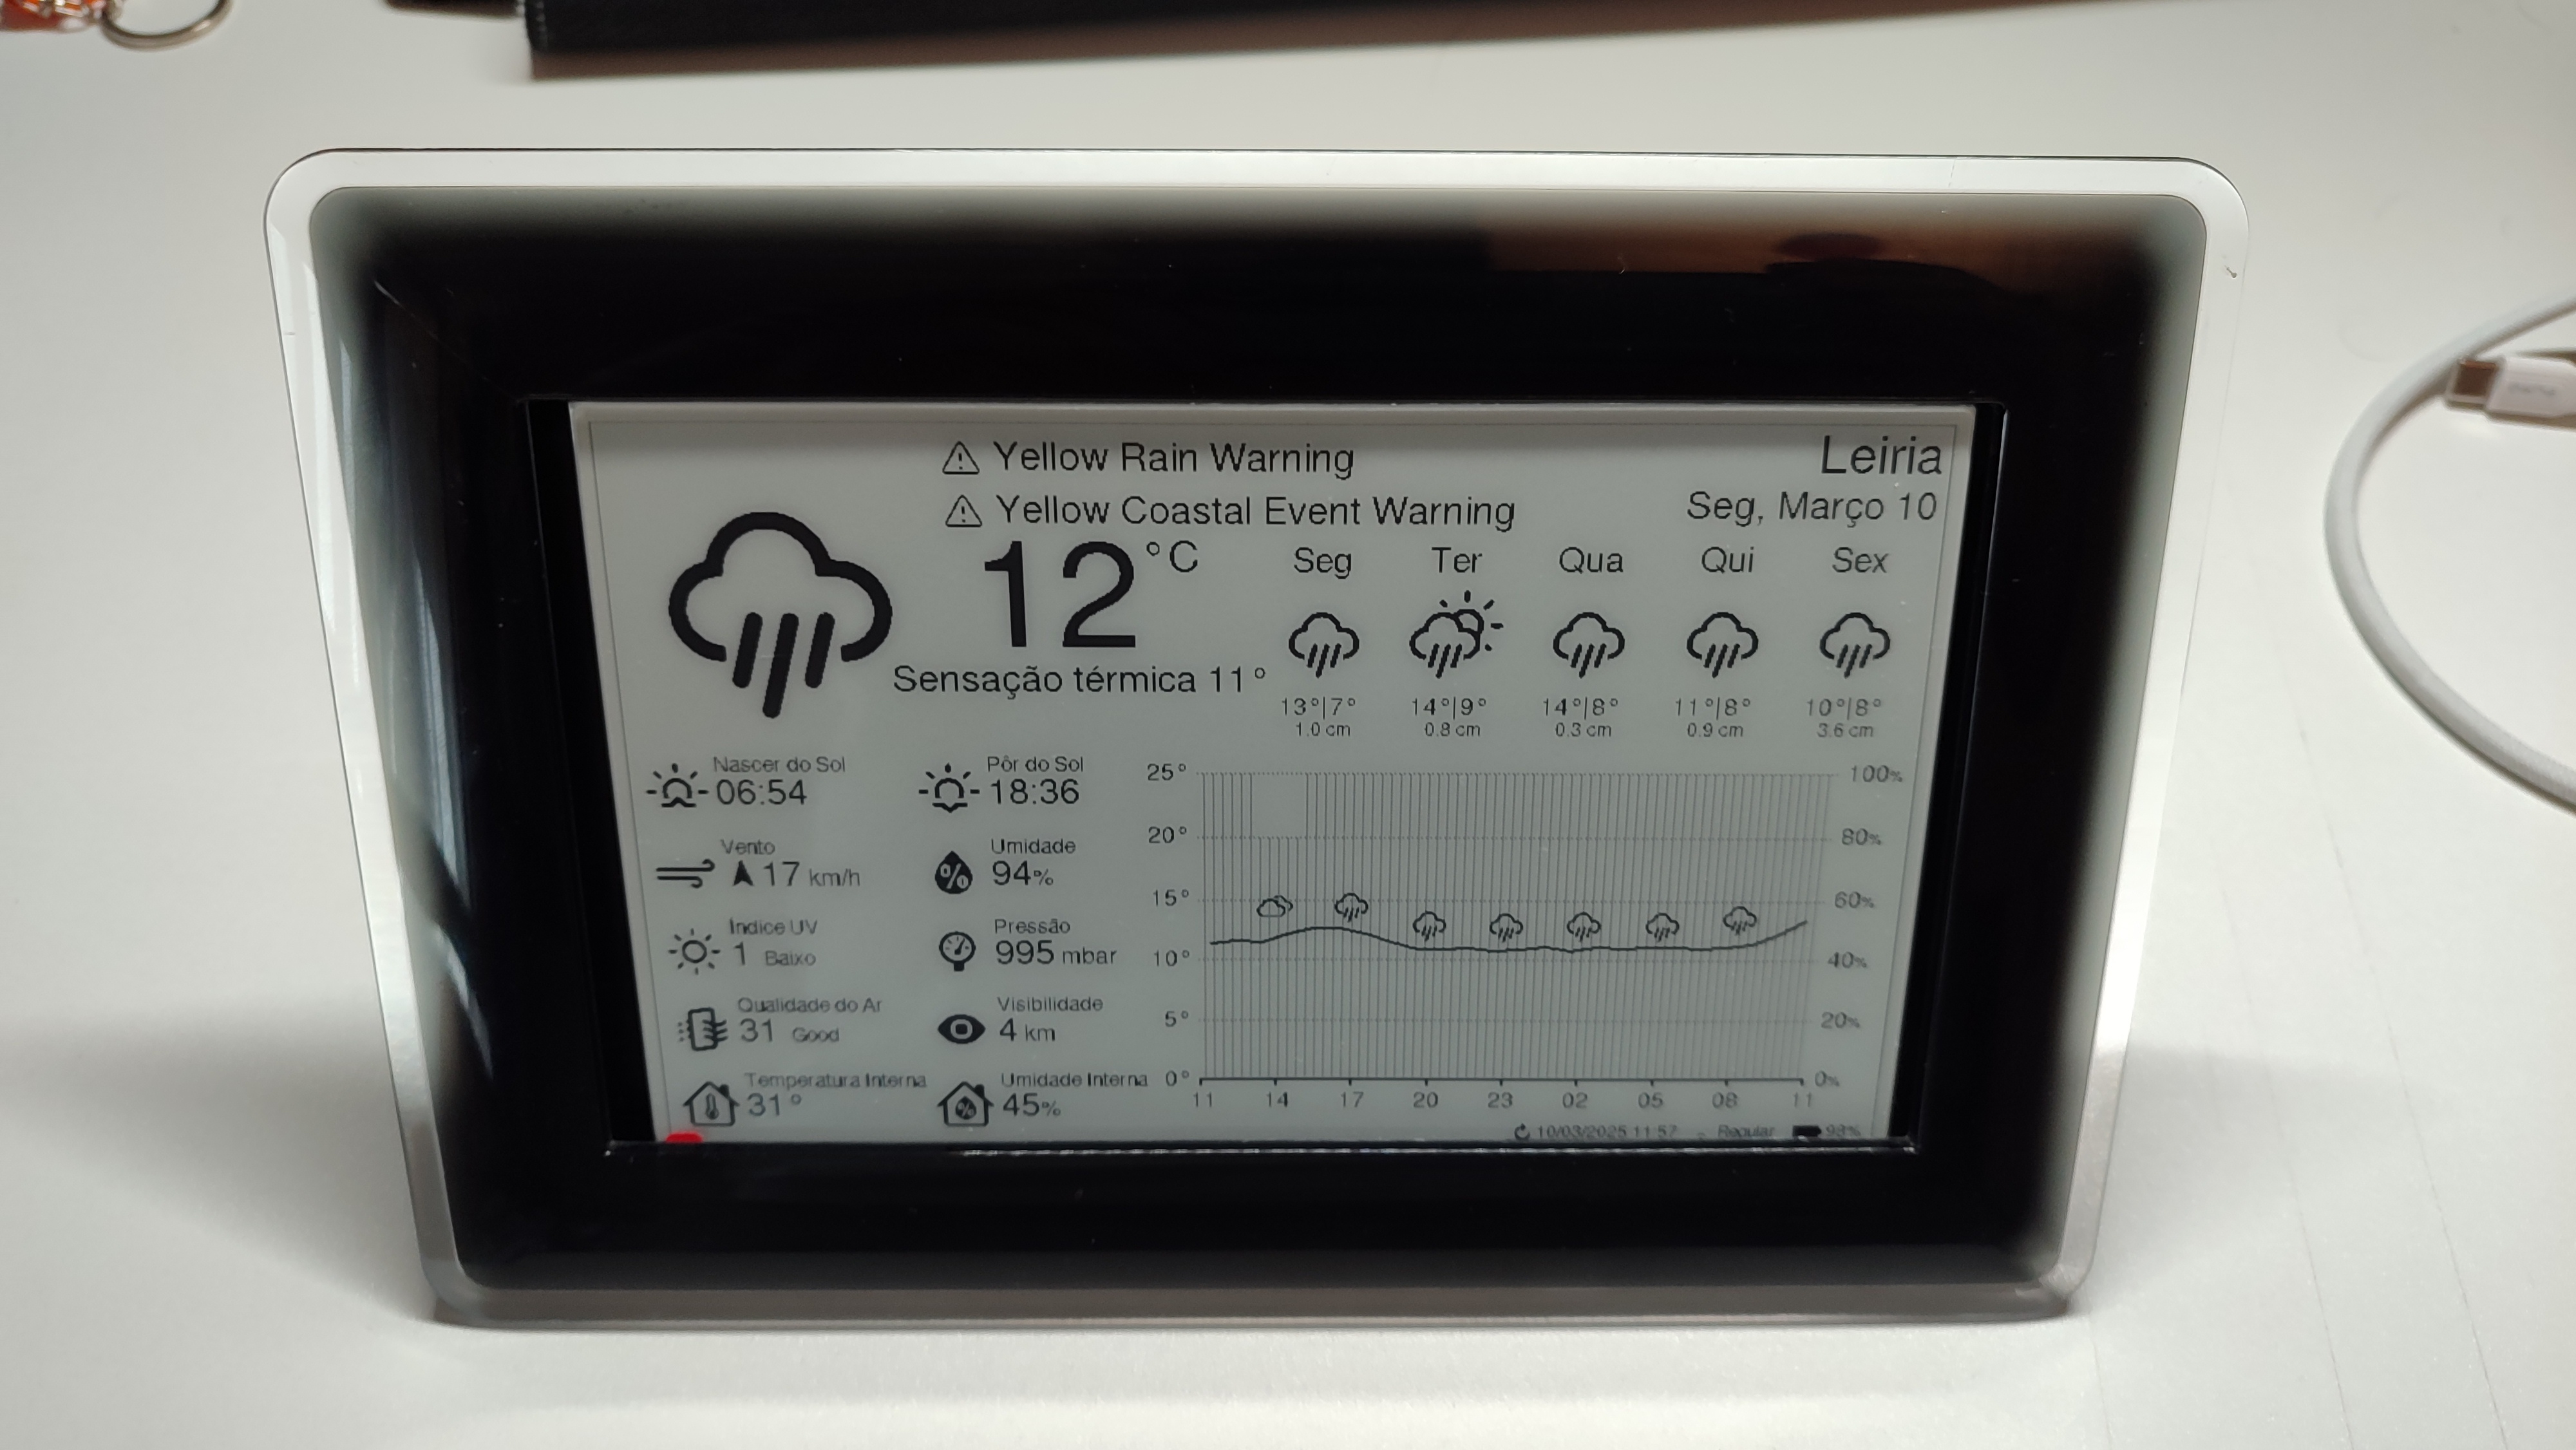 ⚠ Yellow Rain Warning
⚠ Yellow Coastal Event Warning
Leiria
Seg, Março 10
12°C
Sensação térmica 11°
Seg Ter Qua Qui Sex
13°|7° 14°|9° 14°|8° 11°|8° 10°|8°
1.0 cm 0.8 cm 0.3 cm 0.9 cm 3.6 cm
Nascer do Sol
06:54
Pôr do Sol
18:36
Vento
17 km/h
Umidade
94%
Índice UV
1 Baixo
Pressão
995 mbar
Qualidade do Ar
31 Good
Visibilidade
4 km
Temperatura Interna
31°
Umidade Interna
45%
25° 100%
20° 80%
15° 60%
10° 40%
5° 20%
0° 0%
11 14 17 20 23 02 05 08 11
10/03/2025 11:57 Regular 98%